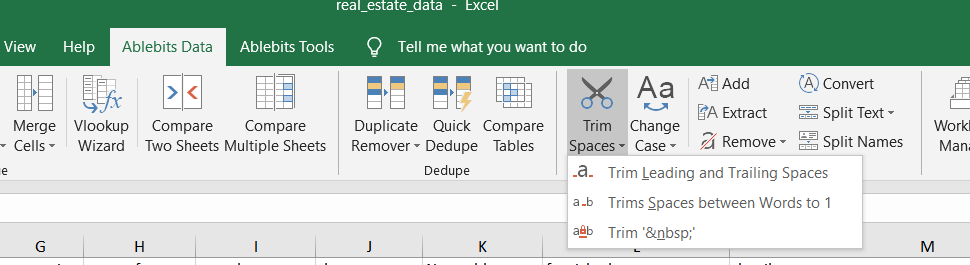 real_estate_data - Excel
View Help Ablebits Data Ablebits Tools Tell me what you want to do
Merge Cells
Vlookup Wizard
fx
Compare Two Sheets
Compare Multiple Sheets
Duplicate Remover
Quick Dedupe
Compare Tables
Dedupe
Trim Spaces
Aa
Change Case
Add
Extract
Remove
Convert
Split Text
Split Names
a Trim Leading and Trailing Spaces
a-b Trims Spaces between Words to 1
Trim '&nbsp;'
G H I J K M